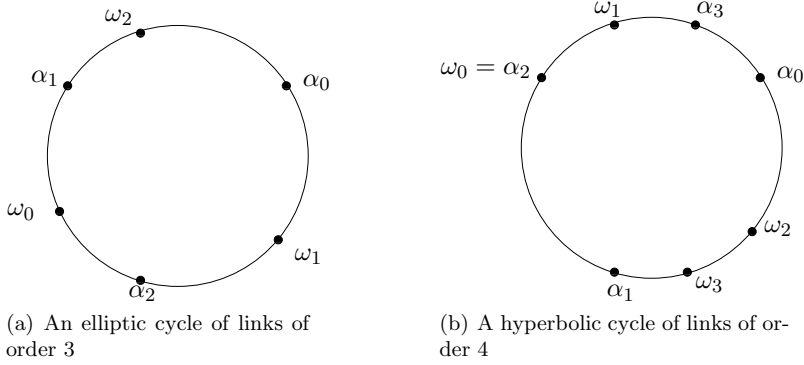 ω₂
α₁
α₀
ω₀
ω₁
α₂
(a) An elliptic cycle of links of
order 3
ω₁
α₃
ω₀ = α₂
α₀
ω₂
α₁
ω₃
(b) A hyperbolic cycle of links of or-
der 4